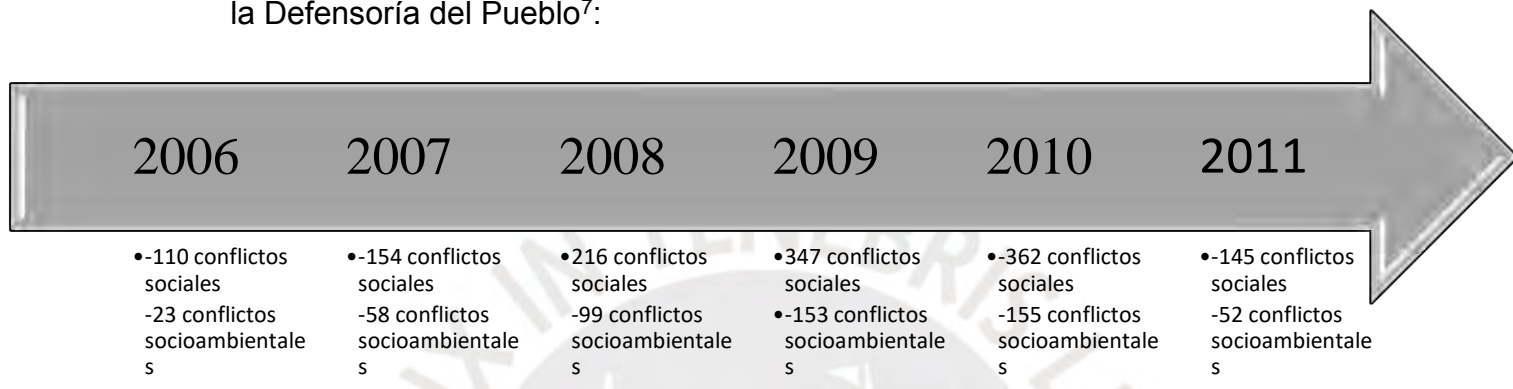 la Defensoría del Pueblo⁷:
2006 2007 2008 2009 2010 2011
•-110 conflictos
sociales
-23 conflictos
socioambientale
s
•-154 conflictos
sociales
-58 conflictos
socioambientale
s
•216 conflictos
sociales
-99 conflictos
socioambientale
s
•347 conflictos
sociales
•-153 conflictos
socioambientale
s
•-362 conflictos
sociales
-155 conflictos
socioambientale
s
•-145 conflictos
sociales
-52 conflictos
socioambientale
s